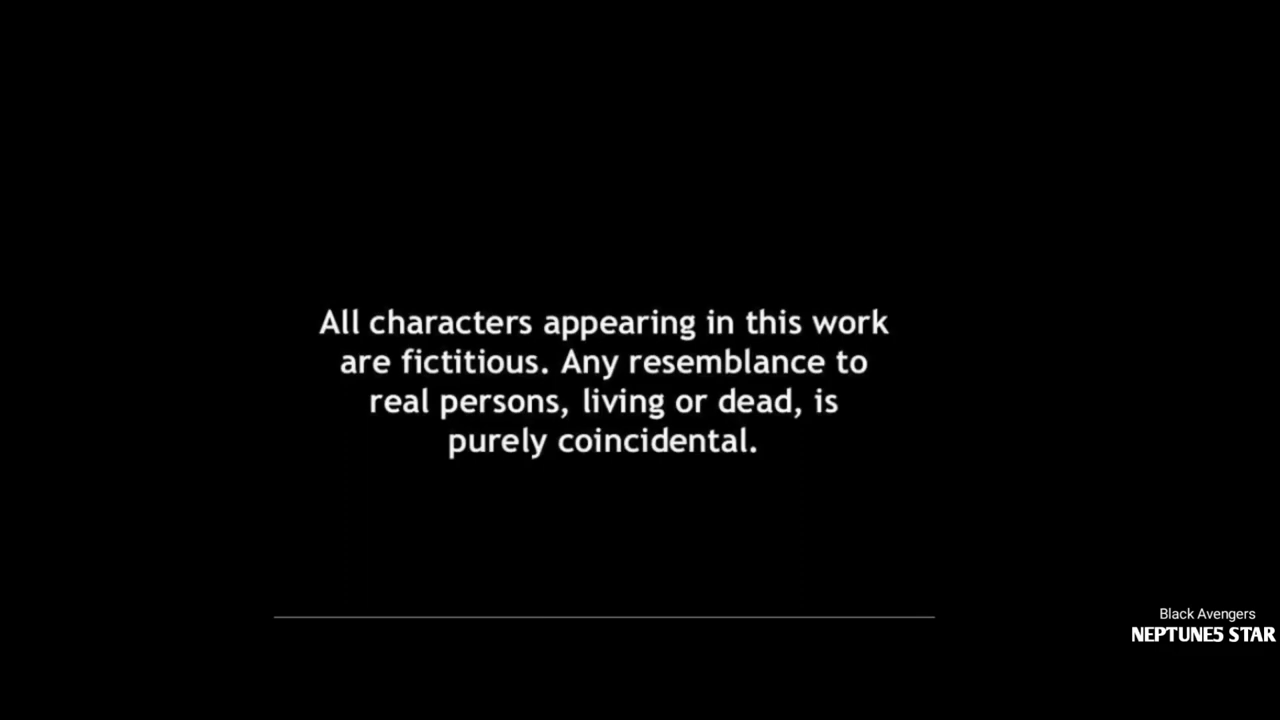 All characters appearing in this work
are fictitious. Any resemblance to
real persons, living or dead, is
purely coincidental.
Black Avengers
NEPTUNE5 STAR